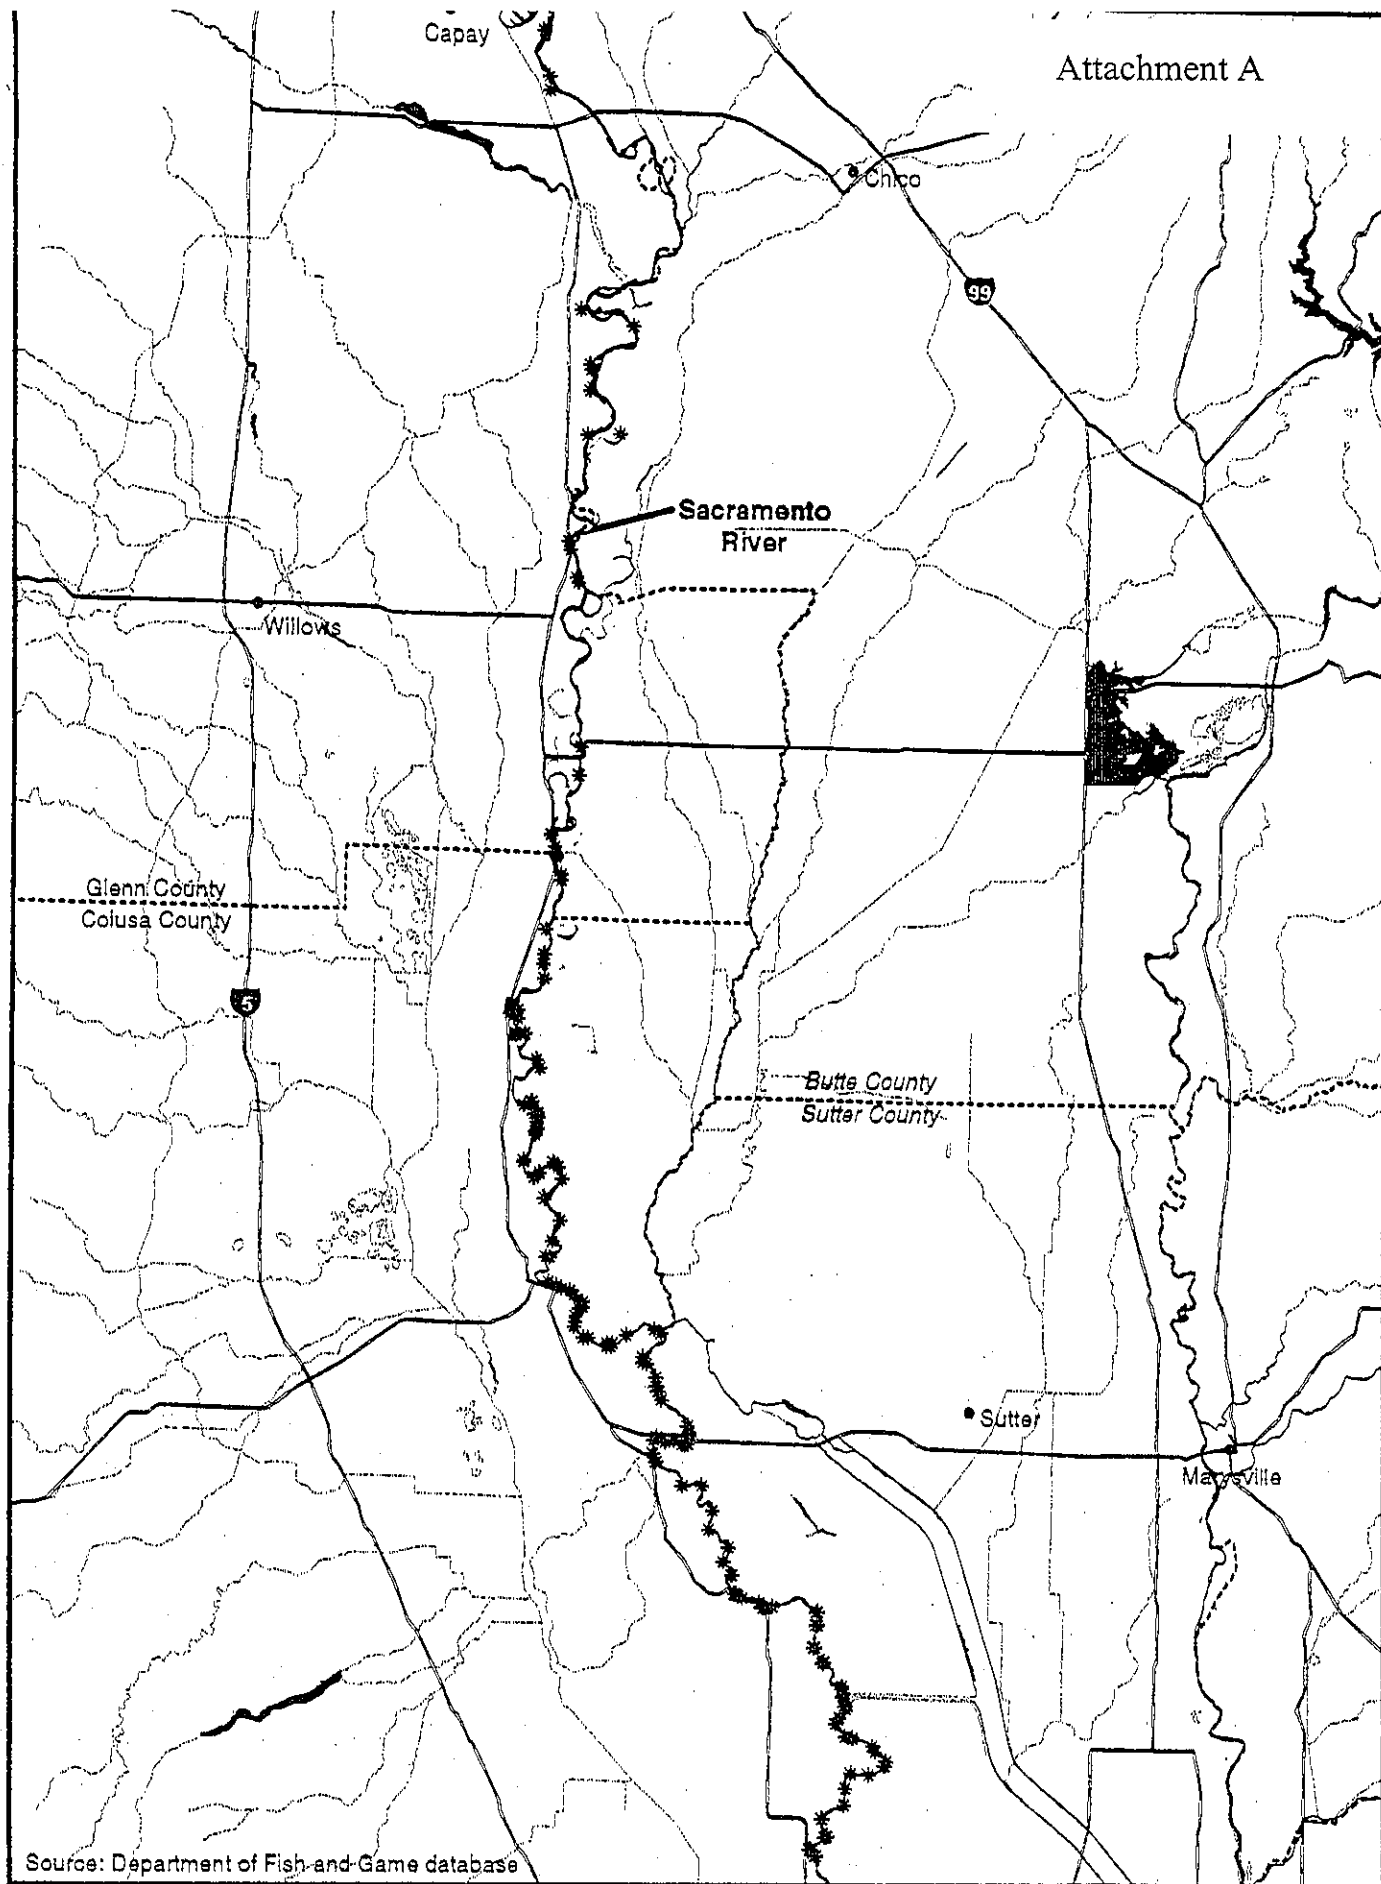 Capay
Attachment A
Chico
99
Sacramento
River
Willows
Glenn County
Colusa County
5
Butte County
Sutter County
Sutter
Marysville
Source: Department of Fish and Game database